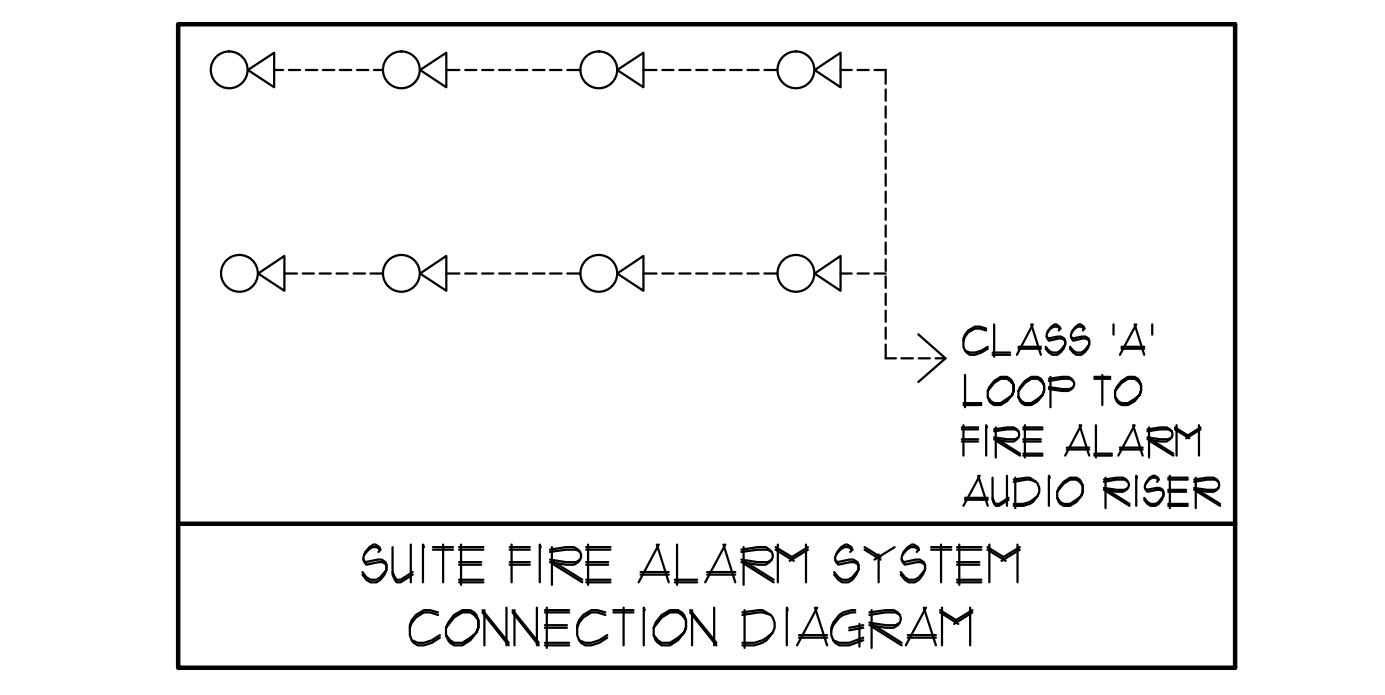 CLASS 'A'
LOOP TO
FIRE ALARM
AUDIO RISER
SUITE FIRE ALARM SYSTEM
CONNECTION DIAGRAM